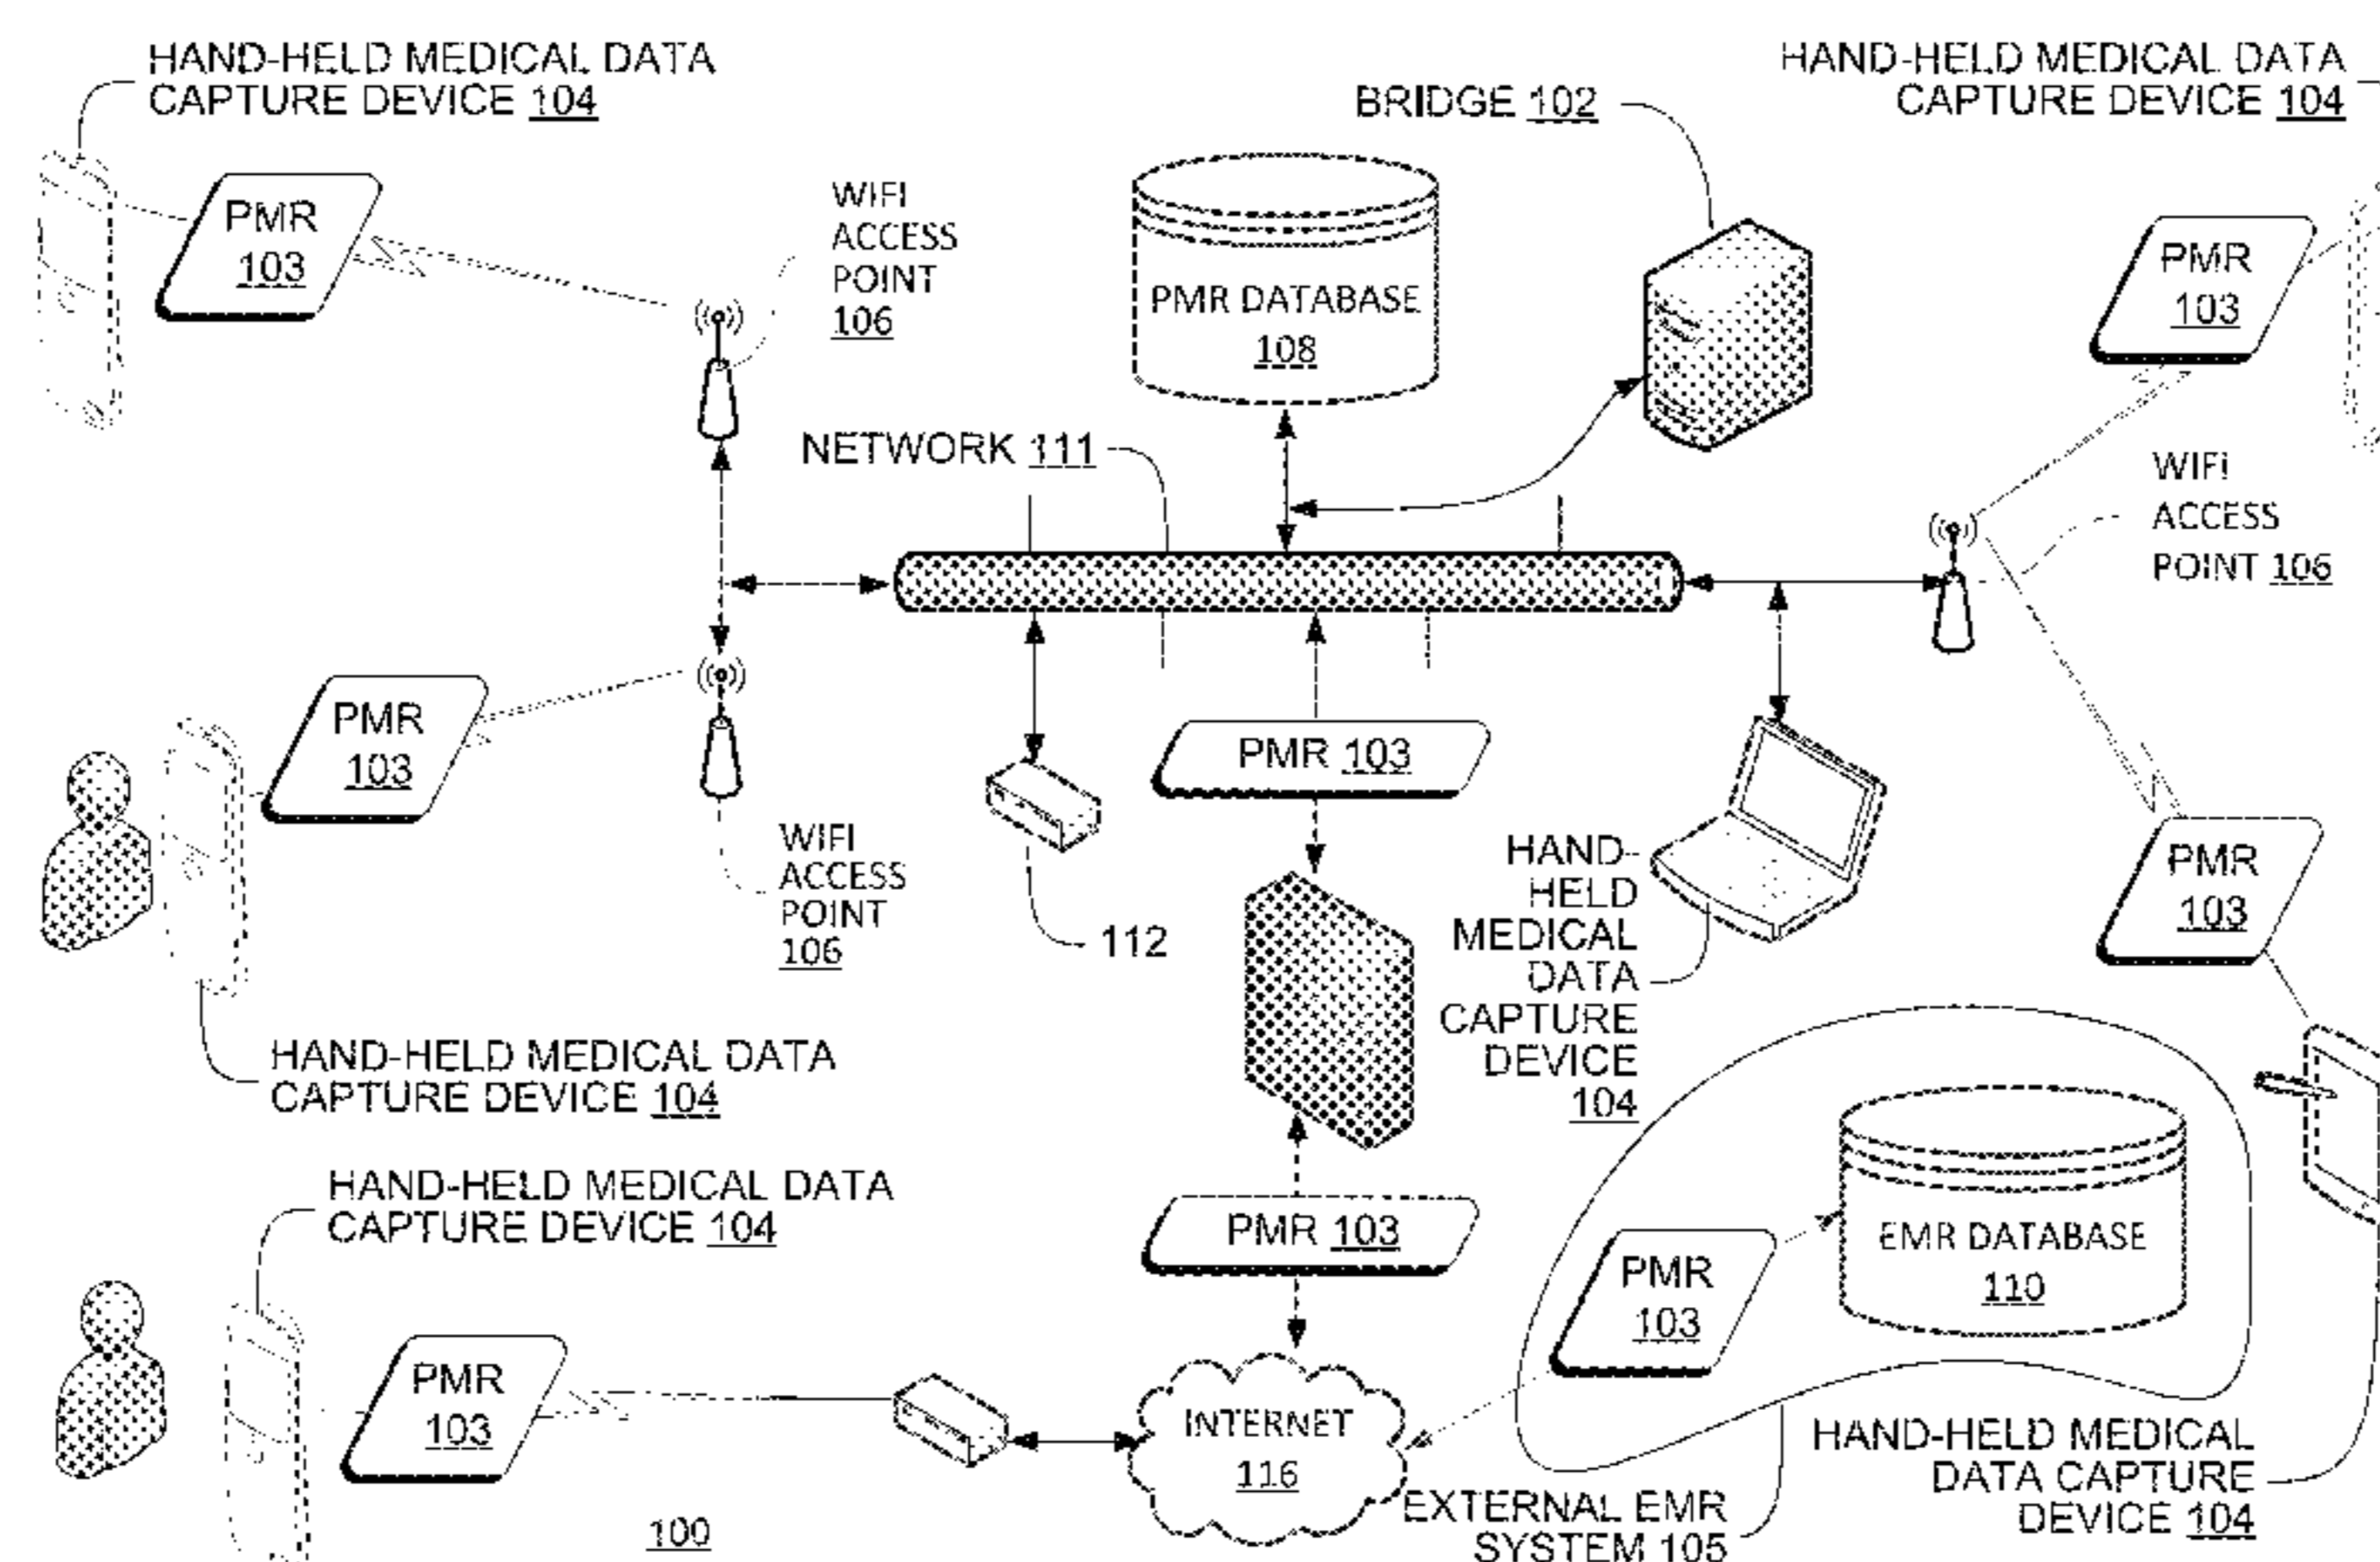 HAND-HELD MEDICAL DATA
CAPTURE DEVICE 104
HAND-HELD MEDICAL DATA
CAPTURE DEVICE 104
BRIDGE 102
PMR
103
WIFI
ACCESS
POINT
106
PMR DATABASE
108
PMR
103
NETWORK 111
WIFi
ACCESS
POINT 106
PMR
103
PMR 103
WIFI
ACCESS
POINT
106
112
HAND-
HELD
MEDICAL
DATA
CAPTURE
DEVICE
104
PMR
103
HAND-HELD MEDICAL DATA
CAPTURE DEVICE 104
HAND-HELD MEDICAL DATA
CAPTURE DEVICE 104
PMR 103
PMR
103
EMR DATABASE
110
PMR
103
INTERNET
116
EXTERNAL EMR
SYSTEM 105
HAND-HELD MEDICAL
DATA CAPTURE
DEVICE 104
100